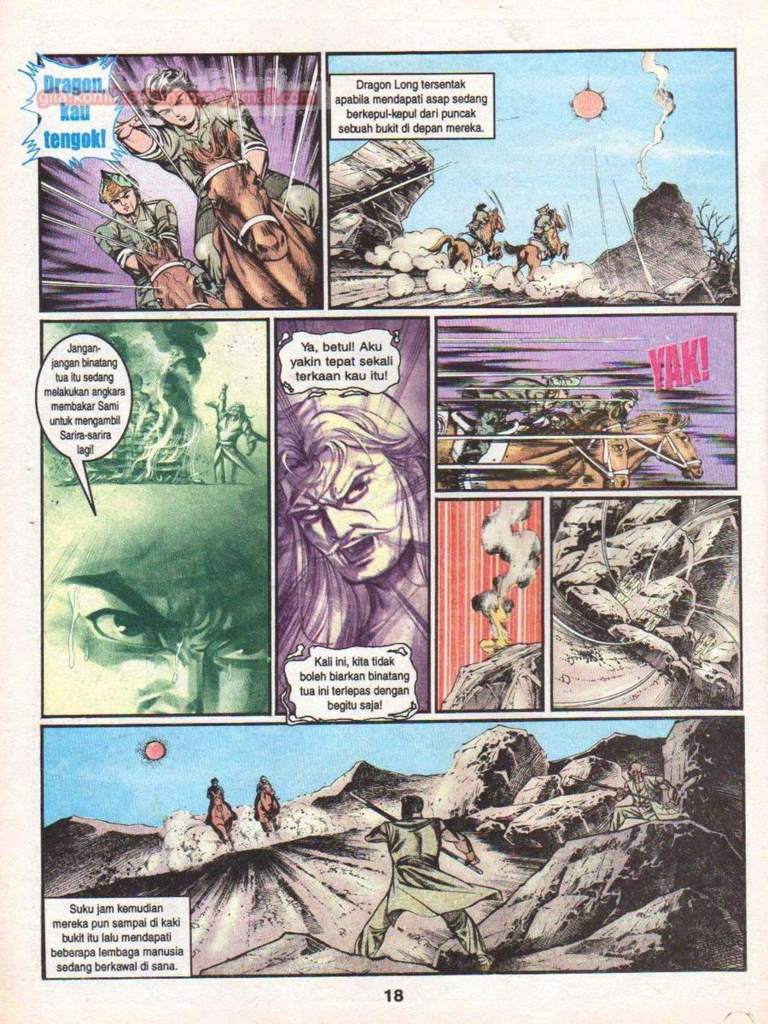 Dragon,
kau
tengok!
Dragon Long tersentak
apabila mendapati asap sedang
berkepul-kepul dari puncak
sebuah bukit di depan mereka.
Jangan-
jangan binatang
tua itu sedang
melakukan angkara
membakar Sami
untuk mengambil
Sarira-sarira
lagi!
Ya, betul! Aku
yakin tepat sekali
terkaan kau itu!
Kali ini, kita tidak
boleh biarkan binatang
tua ini terlepas dengan
begitu saja!
YAK!
Suku jam kemudian
mereka pun sampai di kaki
bukit itu lalu mendapati
beberapa lembaga manusia
sedang berkawal di sana.
18